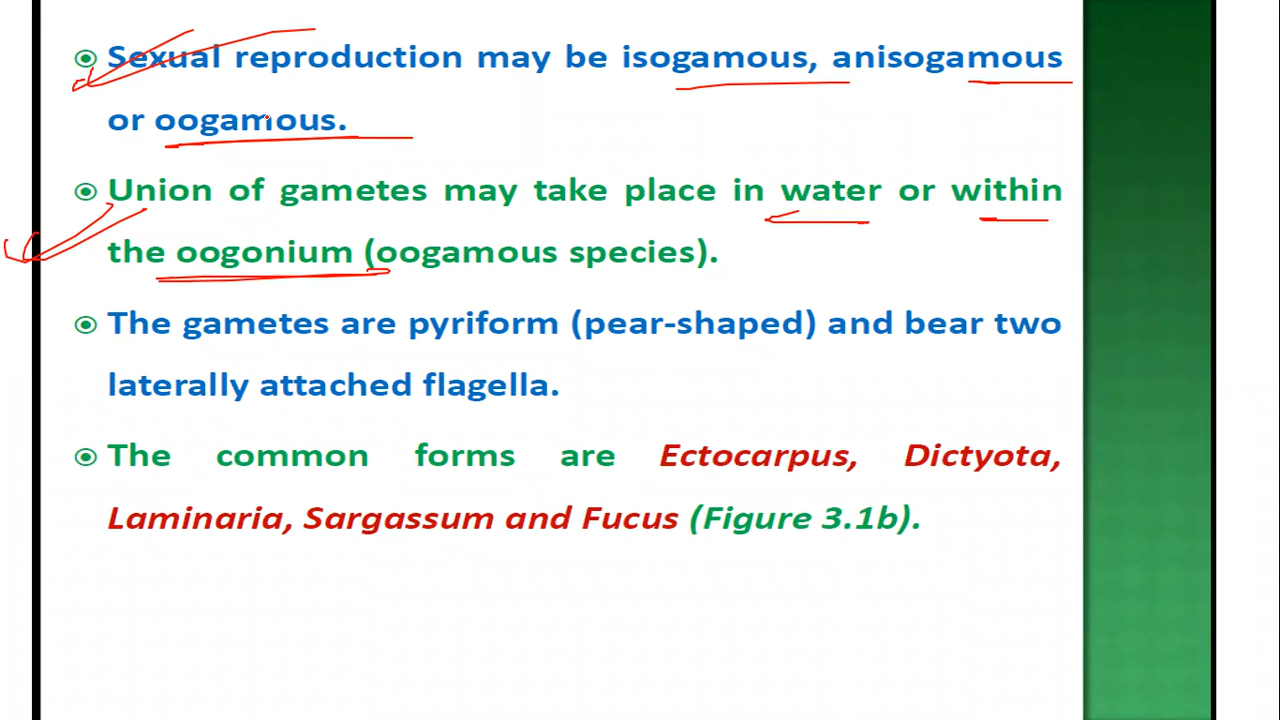 Sexual reproduction may be isogamous, anisogamous
or oogamous.
Union of gametes may take place in water or within
the oogonium (oogamous species).
The gametes are pyriform (pear-shaped) and bear two
laterally attached flagella.
The common forms are Ectocarpus, Dictyota,
Laminaria, Sargassum and Fucus (Figure 3.1b).